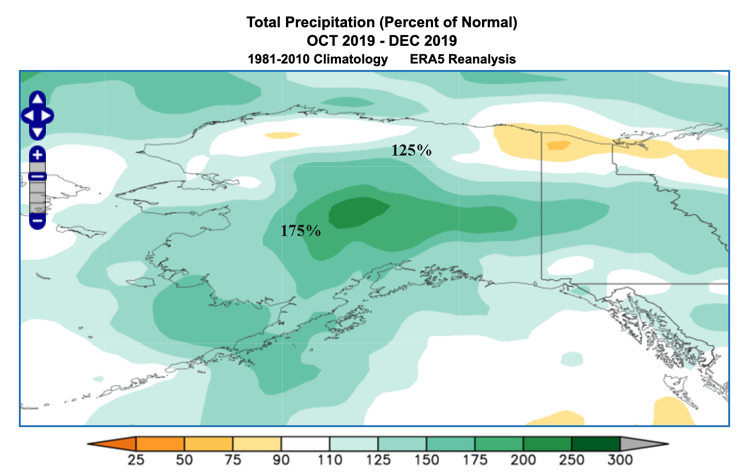 Total Precipitation (Percent of Normal)
OCT 2019 - DEC 2019
1981-2010 Climatology ERA5 Reanalysis
125%
175%
25 50 75 90 110 125 150 175 200 250 300